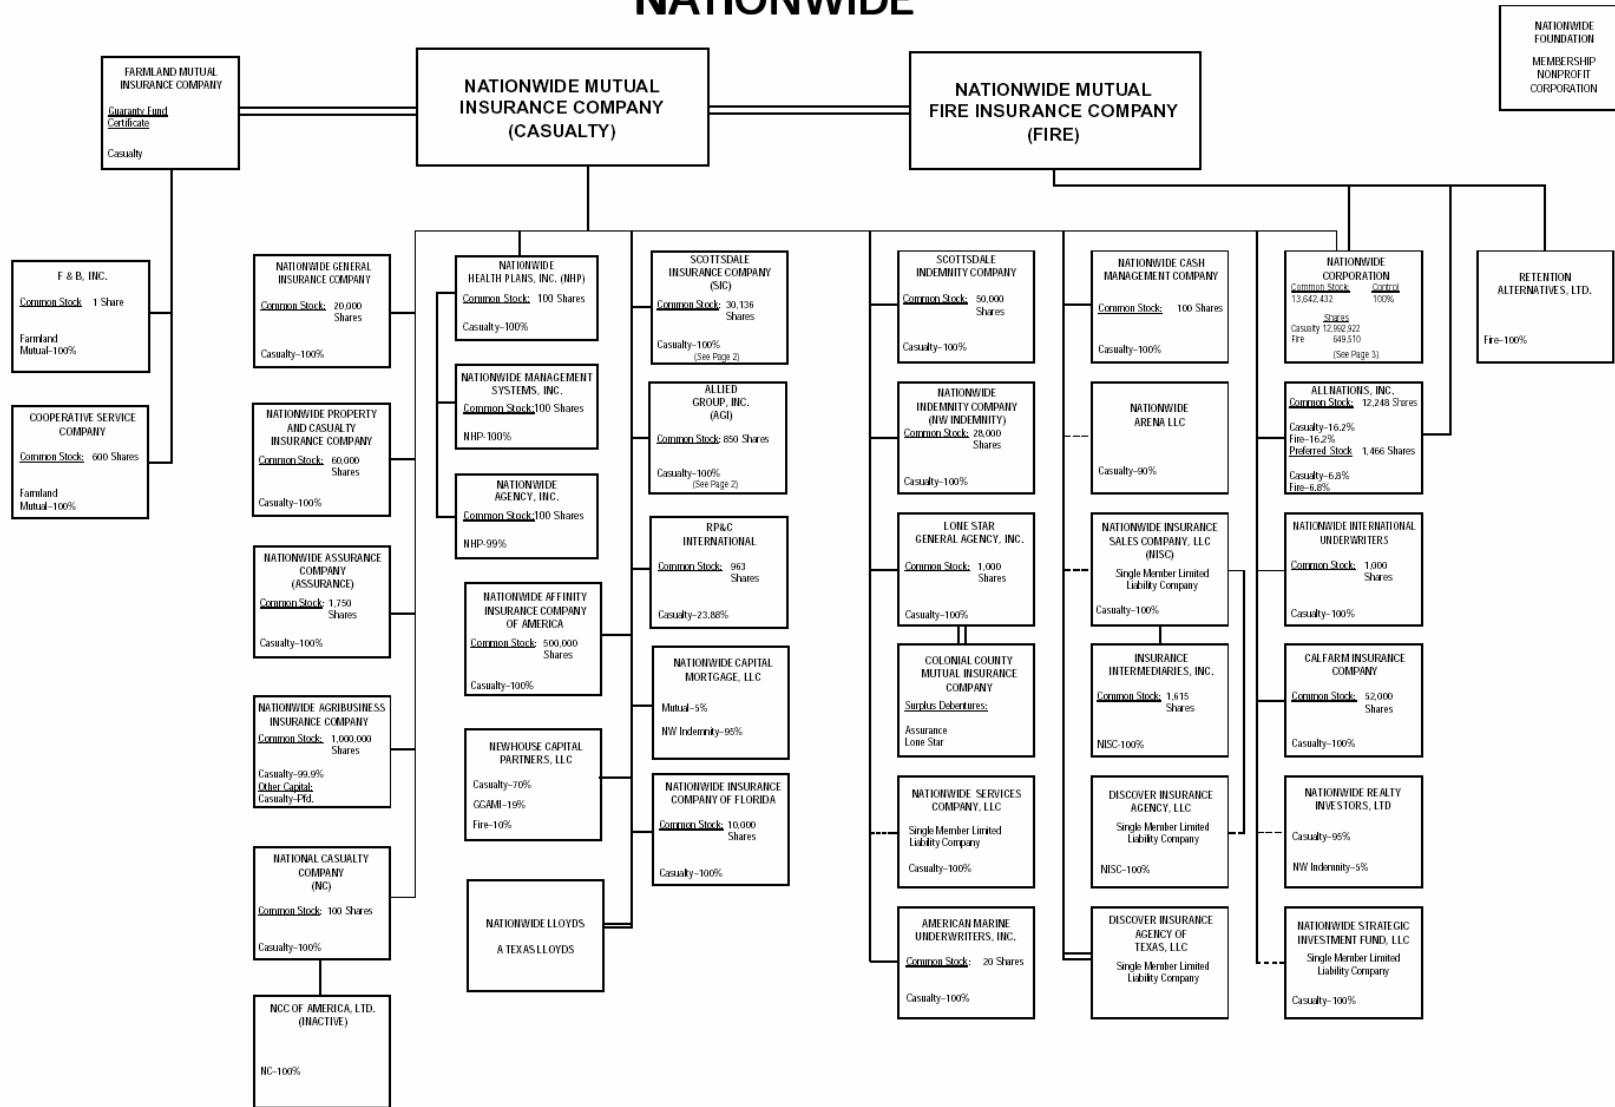 NATIONWIDE
NATIONWIDE
FOUNDATION
MEMBERSHIP
NONPROFIT
CORPORATION
FARMLAND MUTUAL
INSURANCE COMPANY
Guaranty Fund
Certificate
Casualty
NATIONWIDE MUTUAL
INSURANCE COMPANY
(CASUALTY)
NATIONWIDE MUTUAL
FIRE INSURANCE COMPANY
(FIRE)
F & B, INC.
Common Stock 1 Share
Farmland
Mutual–100%
COOPERATIVE SERVICE
COMPANY
Common Stock: 600 Shares
Farmland
Mutual–100%
NATIONWIDE GENERAL
INSURANCE COMPANY
Common Stock: 20,000
Shares
Casualty–100%
NATIONWIDE PROPERTY
AND CASUALTY
INSURANCE COMPANY
Common Stock: 60,000
Shares
Casualty–100%
NATIONWIDE ASSURANCE
COMPANY
(ASSURANCE)
Common Stock: 1,750
Shares
Casualty–100%
NATIONWIDE AGRIBUSINESS
INSURANCE COMPANY
Common Stock: 1,000,000
Shares
Casualty–99.9%
Other Capital:
Casualty–Pfd.
NATIONAL CASUALTY
COMPANY
(NC)
Common Stock: 100 Shares
Casualty–100%
NCC OF AMERICA, LTD.
(INACTIVE)
NC–100%
NATIONWIDE
HEALTH PLANS, INC. (NHP)
Common Stock: 100 Shares
Casualty–100%
NATIONWIDE MANAGEMENT
SYSTEMS, INC.
Common Stock: 100 Shares
NHP-100%
NATIONWIDE
AGENCY, INC.
Common Stock: 100 Shares
NHP-99%
NATIONWIDE AFFINITY
INSURANCE COMPANY
OF AMERICA
Common Stock: 500,000
Shares
Casualty–100%
NEWHOUSE CAPITAL
PARTNERS, LLC
Casualty–70%
GGAMI–19%
Fire–10%
NATIONWIDE LLOYDS
A TEXAS LLOYDS
SCOTTSDALE
INSURANCE COMPANY
(SIC)
Common Stock: 30,136
Shares
Casualty–100%
(See Page 2)
ALLIED
GROUP, INC.
(AGI)
Common Stock: 850 Shares
Casualty–100%
(See Page 2)
RP&C
INTERNATIONAL
Common Stock: 963
Shares
Casualty–23.88%
NATIONWIDE CAPITAL
MORTGAGE, LLC
Mutual–5%
NW Indemnity–95%
NATIONWIDE INSURANCE
COMPANY OF FLORIDA
Common Stock: 10,000
Shares
Casualty–100%
SCOTTSDALE
INDEMNITY COMPANY
Common Stock: 50,000
Shares
Casualty–100%
NATIONWIDE
INDEMNITY COMPANY
(NW INDEMNITY)
Common Stock: 28,000
Shares
Casualty–100%
LONE STAR
GENERAL AGENCY, INC.
Common Stock: 1,000
Shares
Casualty–100%
COLONIAL COUNTY
MUTUAL INSURANCE
COMPANY
Surplus Debentures:
Assurance
Lone Star
NATIONWIDE SERVICES
COMPANY, LLC
Single Member Limited
Liability Company
Casualty–100%
AMERICAN MARINE
UNDERWRITERS, INC.
Common Stock: 20 Shares
Casualty–100%
NATIONWIDE CASH
MANAGEMENT COMPANY
Common Stock: 100 Shares
Casualty–100%
NATIONWIDE
ARENA LLC
Casualty–90%
NATIONWIDE INSURANCE
SALES COMPANY, LLC
(NISC)
Single Member Limited
Liability Company
Casualty–100%
INSURANCE
INTERMEDIARIES, INC.
Common Stock: 1,615
Shares
NISC-100%
DISCOVER INSURANCE
AGENCY, LLC
Single Member Limited
Liability Company
NISC-100%
DISCOVER INSURANCE
AGENCY OF
TEXAS, LLC
Single Member Limited
Liability Company
NATIONWIDE
CORPORATION
Common Stock: Control
13,642,432 100%
Shares
Casualty 12,992,922
Fire 649,510
(See Page 3)
ALLNATIONS, INC.
Common Stock: 12,248 Shares
Casualty–16.2%
Fire–16.2%
Preferred Stock 1,466 Shares
Casualty–6.8%
Fire–6.8%
NATIONWIDE INTERNATIONAL
UNDERWRITERS
Common Stock: 1,000
Shares
Casualty–100%
CALFARM INSURANCE
COMPANY
Common Stock: 52,000
Shares
Casualty–100%
NATIONWIDE REALTY
INVESTORS, LTD
Casualty–95%
NW Indemnity–5%
NATIONWIDE STRATEGIC
INVESTMENT FUND, LLC
Single Member Limited
Liability Company
Casualty–100%
RETENTION
ALTERNATIVES, LTD.
Fire–100%